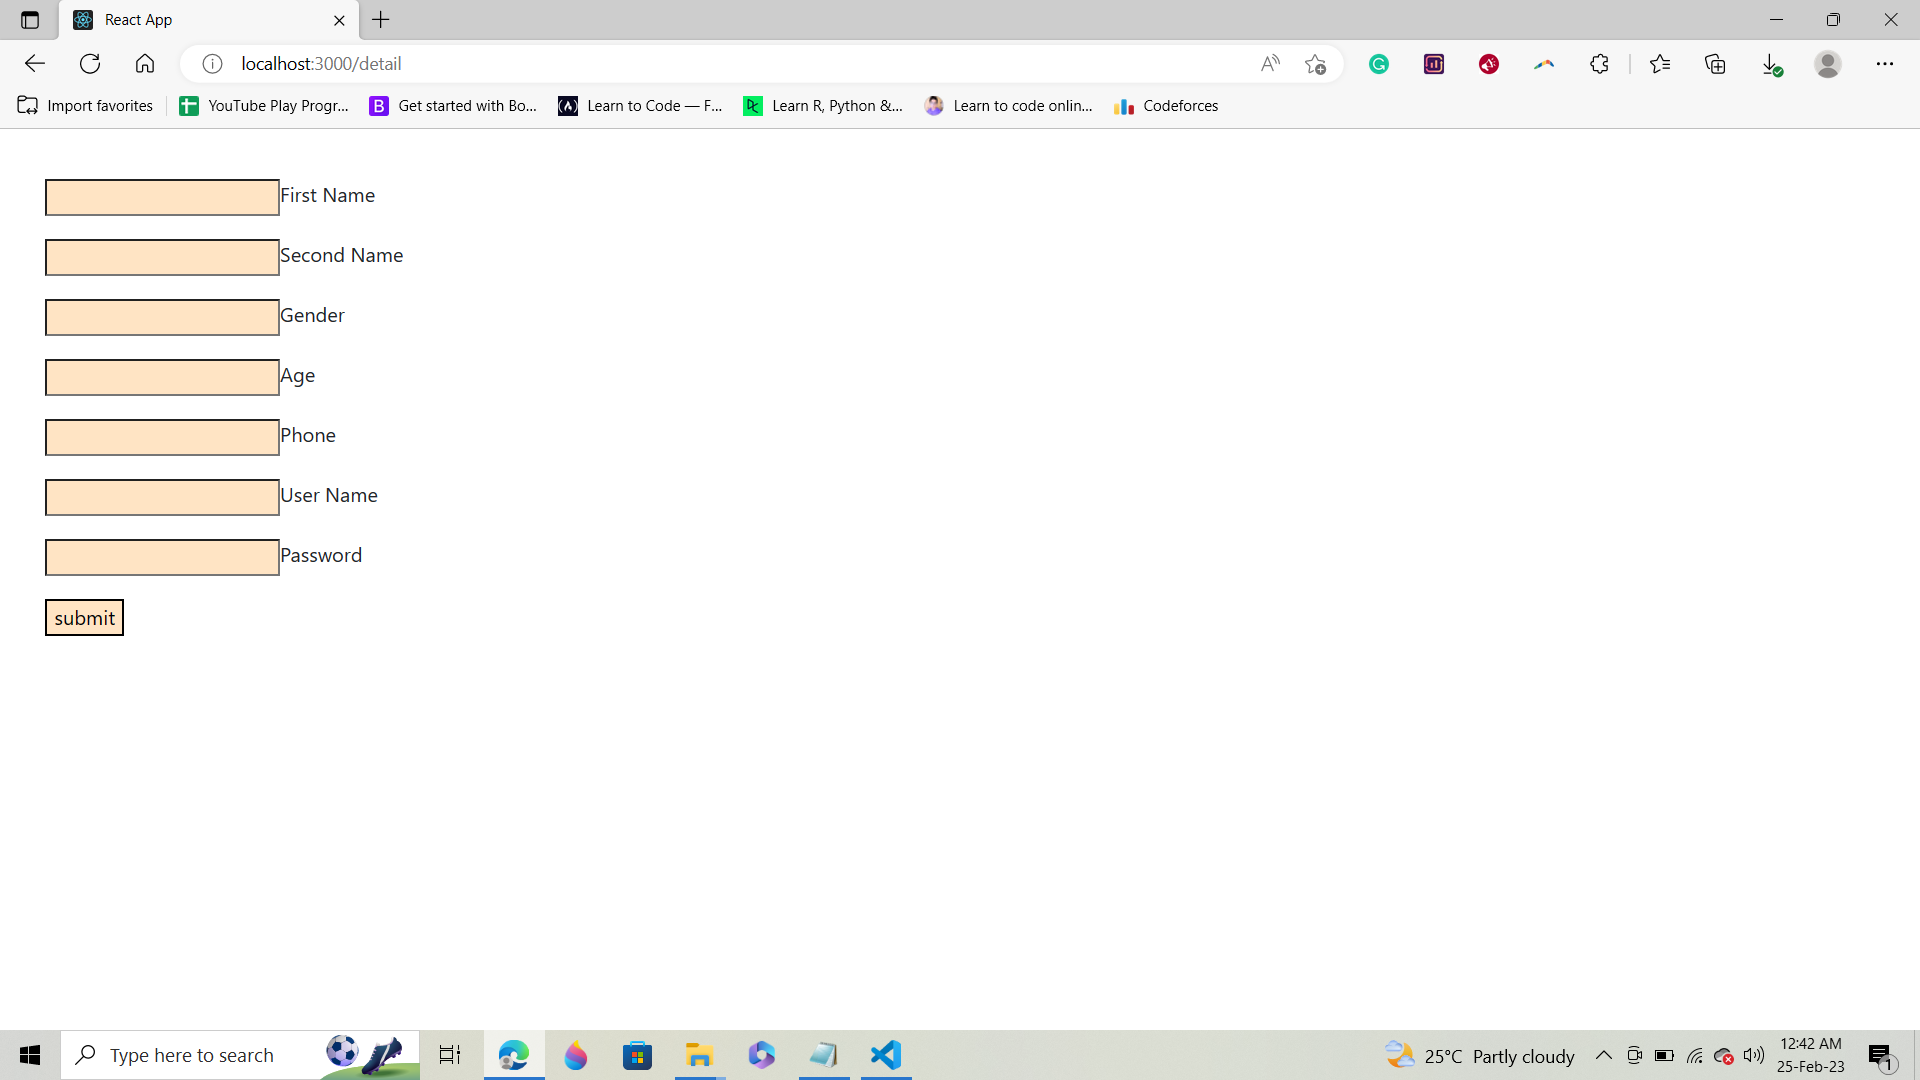 React App
localhost:3000/detail
Import favorites
YouTube Play Progr...
Get started with Bo...
Learn to Code — F...
Learn R, Python &...
Learn to code onlin...
Codeforces
First Name
Second Name
Gender
Age
Phone
User Name
Password
submit
Type here to search
25°C Partly cloudy
12:42 AM
25-Feb-23
1